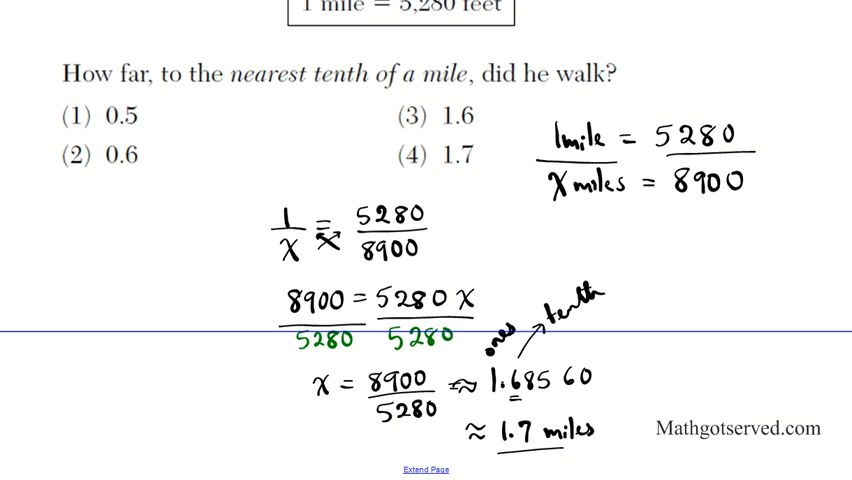 1 mile = 5,280 feet
How far, to the nearest tenth of a mile, did he walk?
(1) 0.5
(3) 1.6
(2) 0.6
(4) 1.7
1mile = 5280
x miles = 8900
1/x = 5280/8900
8900 = 5280 x
5280 5280
ones tenth
x = 8900/5280 ≈ 1.68560
≈ 1.7 miles
Mathgotserved.com
Extend Page